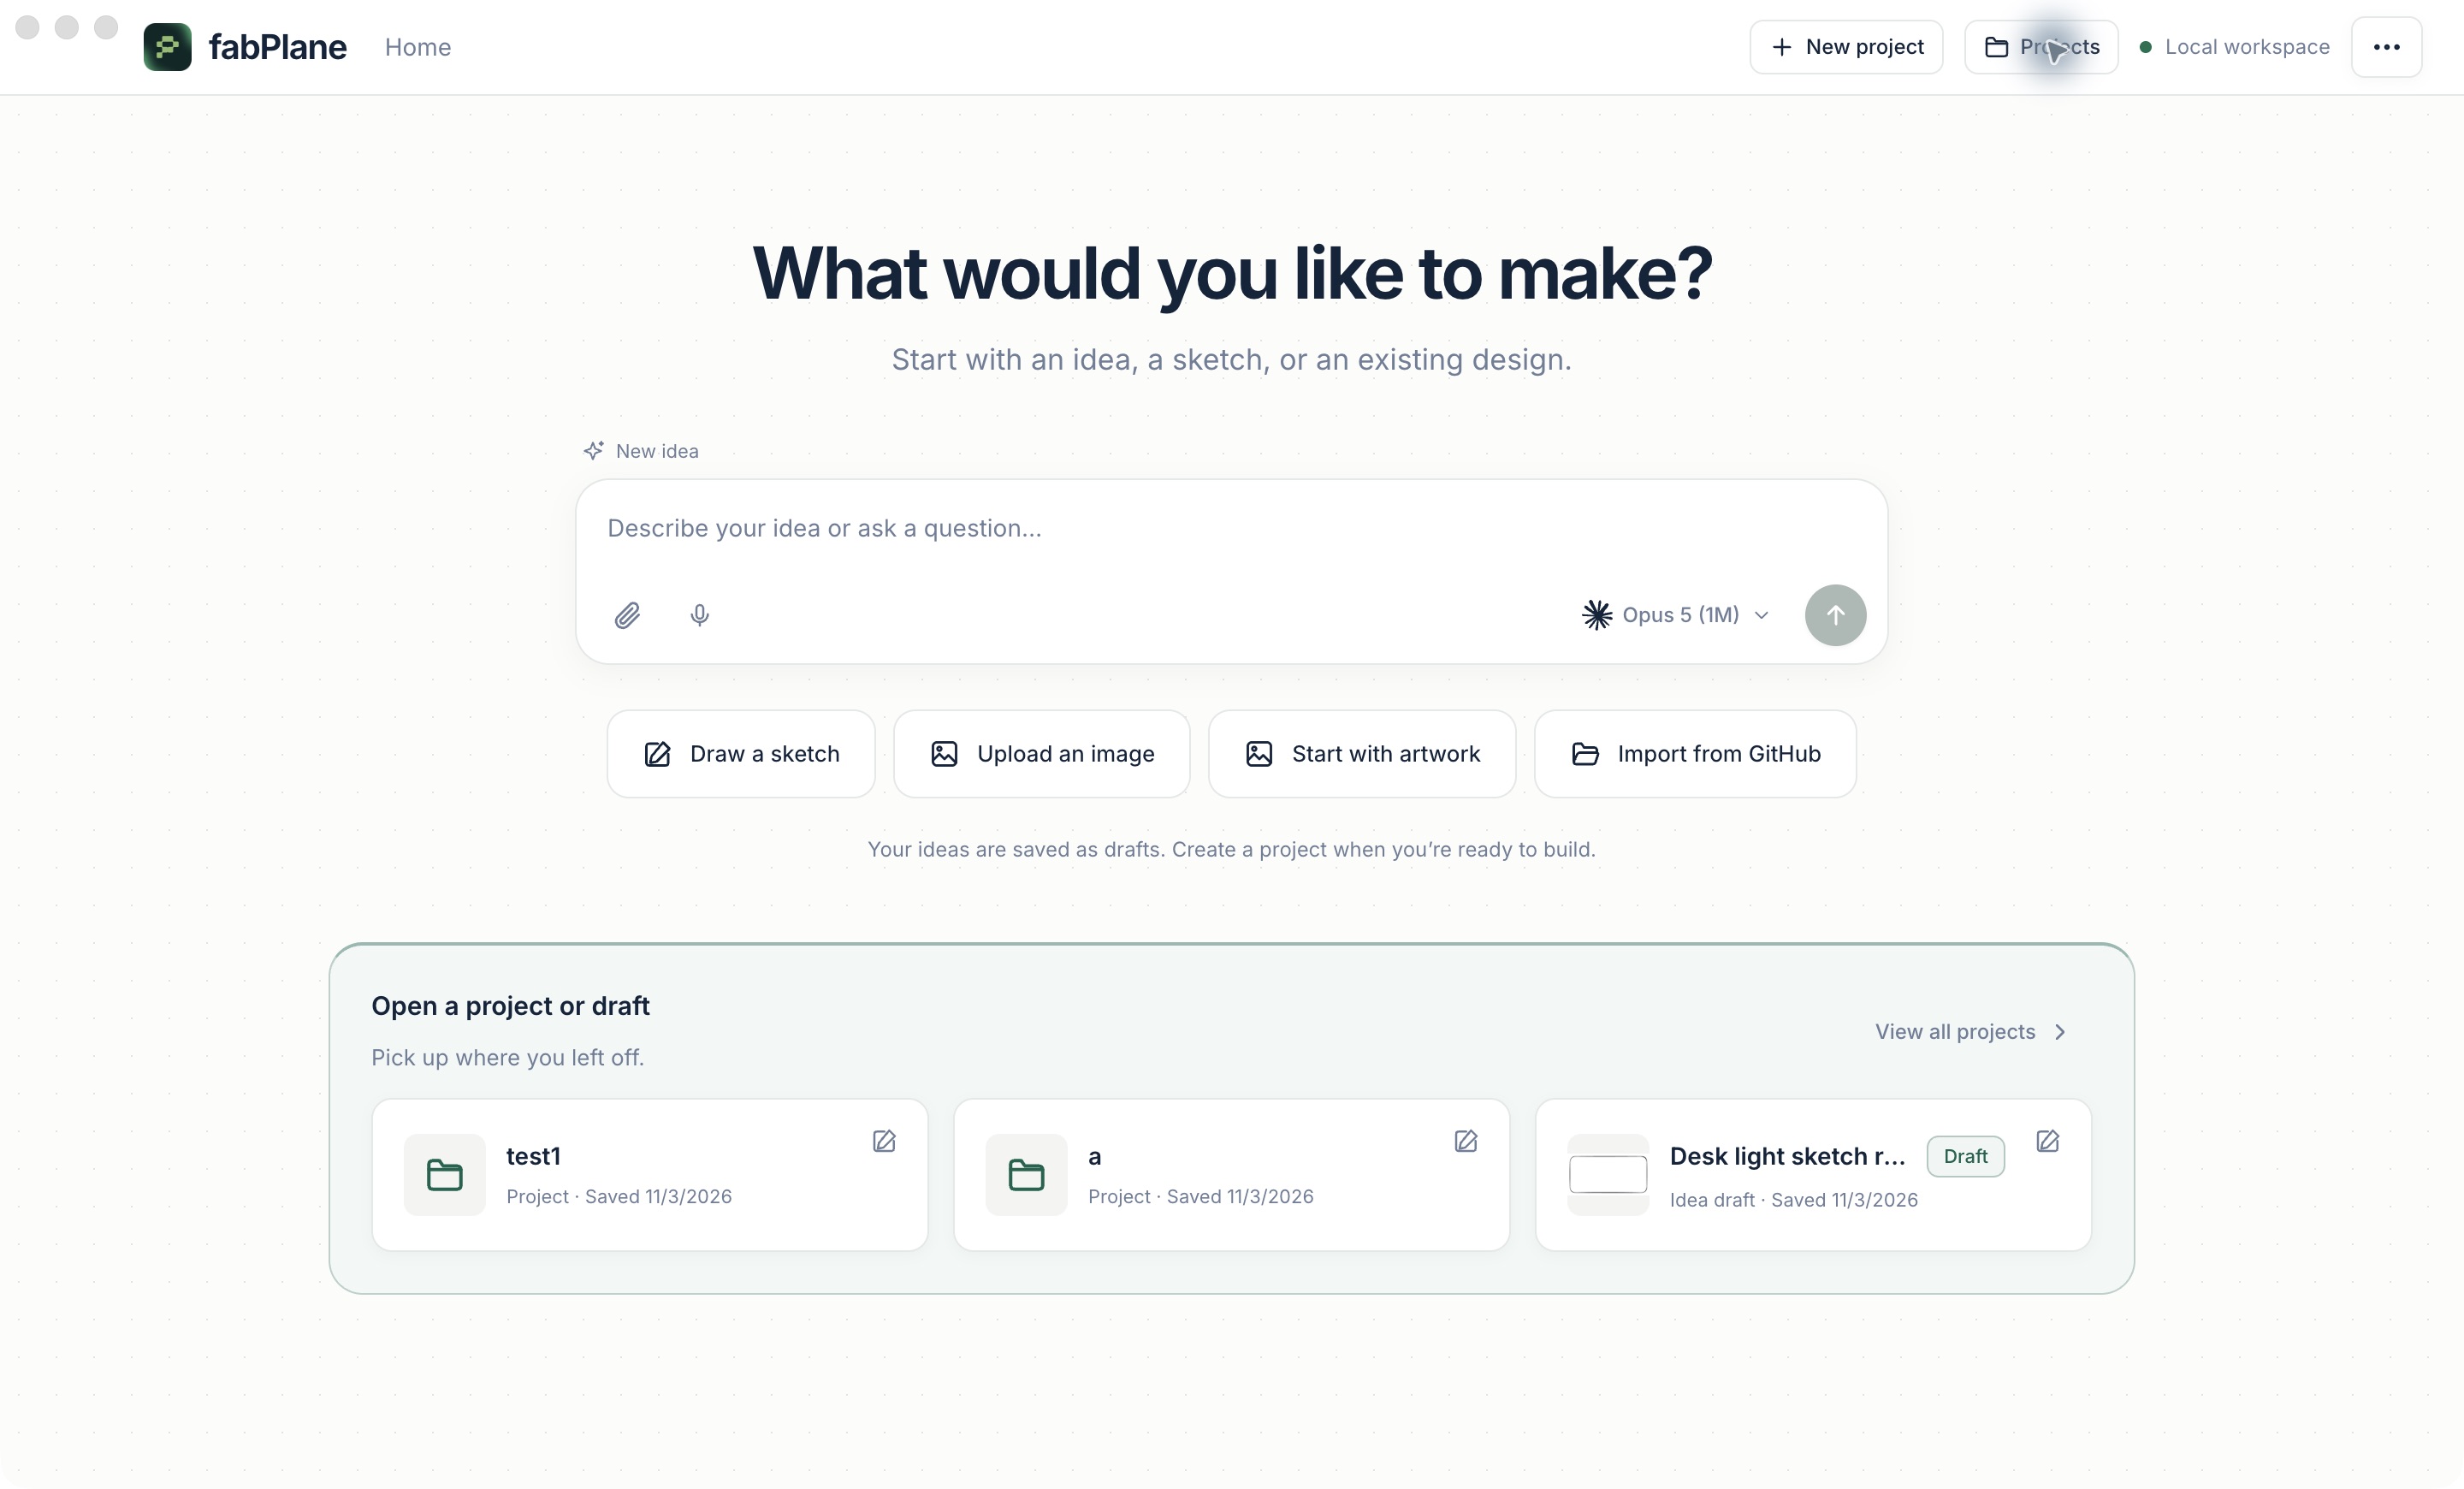 fabPlane
Home
New project
Projects
Local workspace
What would you like to make?
Start with an idea, a sketch, or an existing design.
New idea
Describe your idea or ask a question...
Opus 5 (1M)
Draw a sketch
Upload an image
Start with artwork
Import from GitHub
Your ideas are saved as drafts. Create a project when you’re ready to build.
Open a project or draft
Pick up where you left off.
View all projects
test1
Project · Saved 11/3/2026
a
Project · Saved 11/3/2026
Desk light sketch r...
Draft
Idea draft · Saved 11/3/2026